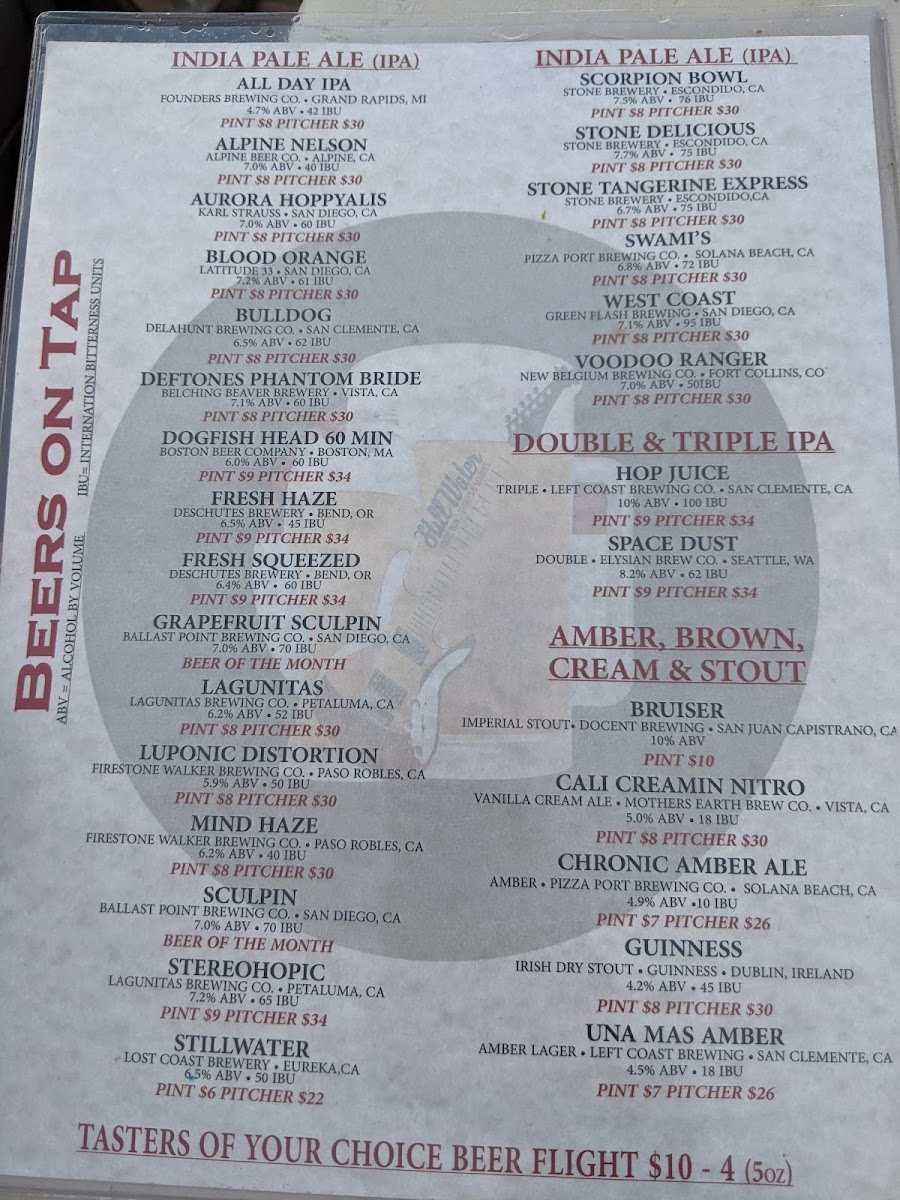 BEERS ON TAP
ABV = ALCOHOL BY VOLUME IBU= INTERNATION BITTERNESS UNITS
INDIA PALE ALE (IPA)
ALL DAY IPA
FOUNDERS BREWING CO. • GRAND RAPIDS, MI
4.7% ABV • 42 IBU
PINT $8 PITCHER $30
ALPINE NELSON
ALPINE BEER CO. • ALPINE, CA
7.0% ABV • 40 IBU
PINT $8 PITCHER $30
AURORA HOPPYALIS
KARL STRAUSS • SAN DIEGO, CA
7.0% ABV • 60 IBU
PINT $8 PITCHER $30
BLOOD ORANGE
LATITUDE 33 • SAN DIEGO, CA
7.2% ABV • 61 IBU
PINT $8 PITCHER $30
BULLDOG
DELAHUNT BREWING CO. • SAN CLEMENTE, CA
6.5% ABV • 62 IBU
PINT $8 PITCHER $30
DEFTONES PHANTOM BRIDE
BELCHING BEAVER BREWERY • VISTA, CA
7.1% ABV • 60 IBU
PINT $8 PITCHER $30
DOGFISH HEAD 60 MIN
BOSTON BEER COMPANY • BOSTON, MA
6.0% ABV • 60 IBU
PINT $9 PITCHER $34
FRESH HAZE
DESCHUTES BREWERY • BEND, OR
6.5% ABV • 45 IBU
PINT $9 PITCHER $34
FRESH SQUEEZED
DESCHUTES BREWERY • BEND, OR
6.4% ABV • 60 IBU
PINT $9 PITCHER $34
GRAPEFRUIT SCULPIN
BALLAST POINT BREWING CO. • SAN DIEGO, CA
7.0% ABV • 70 IBU
BEER OF THE MONTH
LAGUNITAS
LAGUNITAS BREWING CO. • PETALUMA, CA
6.2% ABV • 52 IBU
PINT $8 PITCHER $30
LUPONIC DISTORTION
FIRESTONE WALKER BREWING CO. • PASO ROBLES, CA
5.9% ABV • 50 IBU
PINT $8 PITCHER $30
MIND HAZE
FIRESTONE WALKER BREWING CO. • PASO ROBLES, CA
6.2% ABV • 40 IBU
PINT $8 PITCHER $30
SCULPIN
BALLAST POINT BREWING CO. • SAN DIEGO, CA
7.0% ABV • 70 IBU
BEER OF THE MONTH
STEREOHOPIC
LAGUNITAS BREWING CO. • PETALUMA, CA
7.2% ABV • 65 IBU
PINT $9 PITCHER $34
STILLWATER
LOST COAST BREWERY • EUREKA,CA
6.5% ABV • 50 IBU
PINT $6 PITCHER $22
INDIA PALE ALE (IPA)
SCORPION BOWL
STONE BREWERY • ESCONDIDO, CA
7.5% ABV • 76 IBU
PINT $8 PITCHER $30
STONE DELICIOUS
STONE BREWERY • ESCONDIDO, CA
7.7% ABV • 75 IBU
PINT $8 PITCHER $30
STONE TANGERINE EXPRESS
STONE BREWERY • ESCONDIDO,CA
6.7% ABV • 75 IBU
PINT $8 PITCHER $30
SWAMI'S
PIZZA PORT BREWING CO. • SOLANA BEACH, CA
6.8% ABV • 72 IBU
PINT $8 PITCHER $30
WEST COAST
GREEN FLASH BREWING • SAN DIEGO, CA
7.1% ABV • 95 IBU
PINT $8 PITCHER $30
VOODOO RANGER
NEW BELGIUM BREWING CO. • FORT COLLINS, CO
7.0% ABV • 50IBU
PINT $8 PITCHER $30
DOUBLE & TRIPLE IPA
HOP JUICE
TRIPLE • LEFT COAST BREWING CO. • SAN CLEMENTE, CA
10% ABV • 100 IBU
PINT $9 PITCHER $34
SPACE DUST
DOUBLE • ELYSIAN BREW CO. • SEATTLE, WA
8.2% ABV • 62 IBU
PINT $9 PITCHER $34
AMBER, BROWN,
CREAM & STOUT
BRUISER
IMPERIAL STOUT• DOCENT BREWING • SAN JUAN CAPISTRANO, CA
10% ABV
PINT $10
CALI CREAMIN NITRO
VANILLA CREAM ALE • MOTHERS EARTH BREW CO. • VISTA, CA
5.0% ABV • 18 IBU
PINT $8 PITCHER $30
CHRONIC AMBER ALE
AMBER • PIZZA PORT BREWING CO. • SOLANA BEACH, CA
4.9% ABV •10 IBU
PINT $7 PITCHER $26
GUINNESS
IRISH DRY STOUT • GUINNESS • DUBLIN, IRELAND
4.2% ABV • 45 IBU
PINT $8 PITCHER $30
UNA MAS AMBER
AMBER LAGER • LEFT COAST BREWING • SAN CLEMENTE, CA
4.5% ABV • 18 IBU
PINT $7 PITCHER $26
TASTERS OF YOUR CHOICE BEER FLIGHT $10 - 4 (5oz)